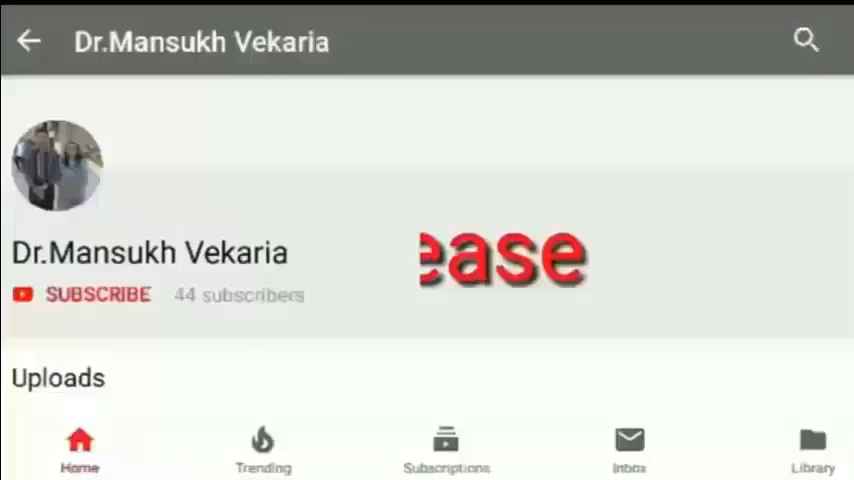 Dr.Mansukh Vekaria
Dr.Mansukh Vekaria
ease
SUBSCRIBE 44 subscribers
Uploads
Home Trending Subscriptions Inbox Library